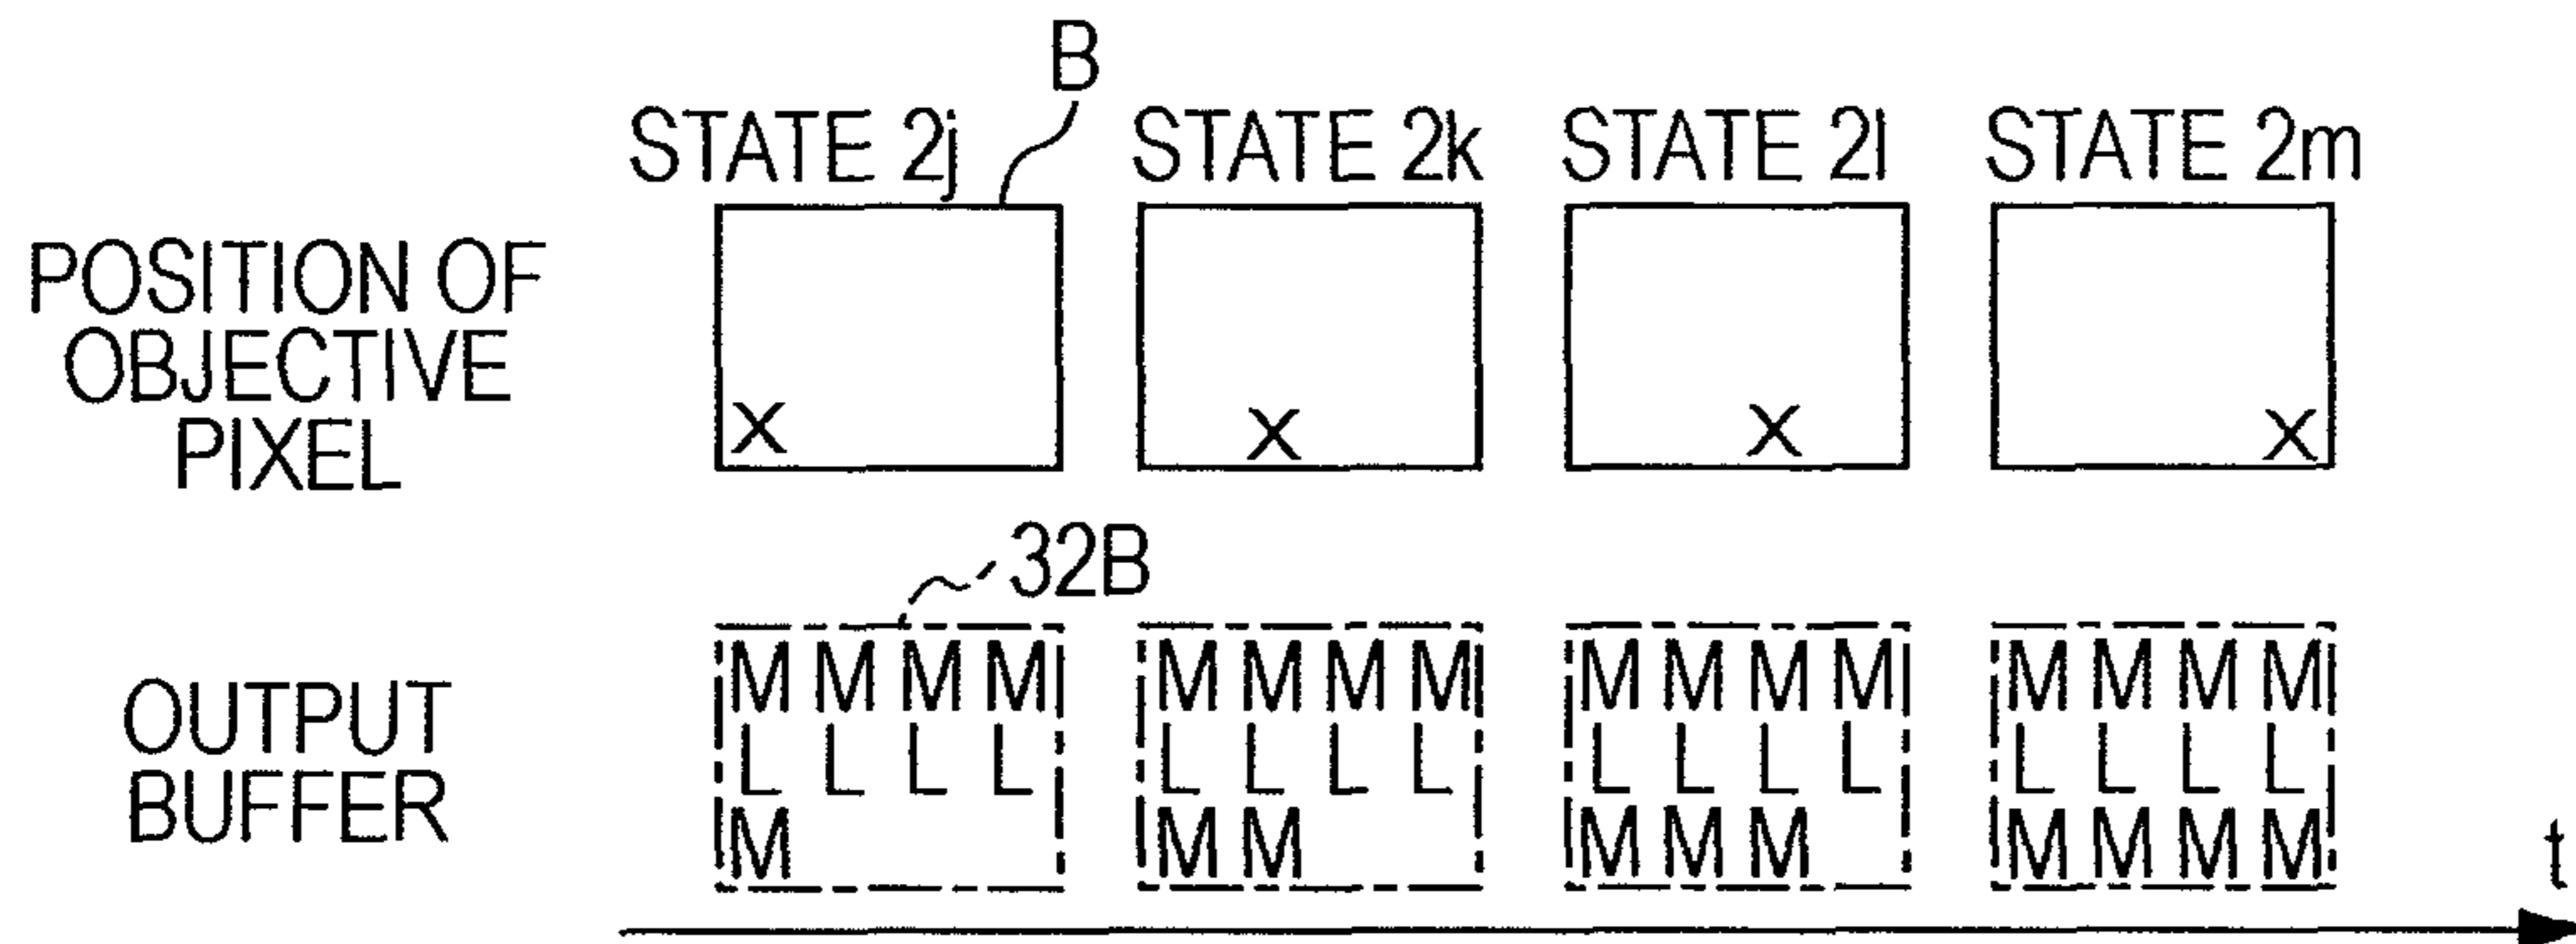 B
STATE 2j STATE 2k STATE 2l STATE 2m
POSITION OF
OBJECTIVE
PIXEL
X X X X
32B
OUTPUT
BUFFER
M M M M M M M M M M M M M M M M
L L L L L L L L L L L L L L L L
M M M M M M M M M M
t